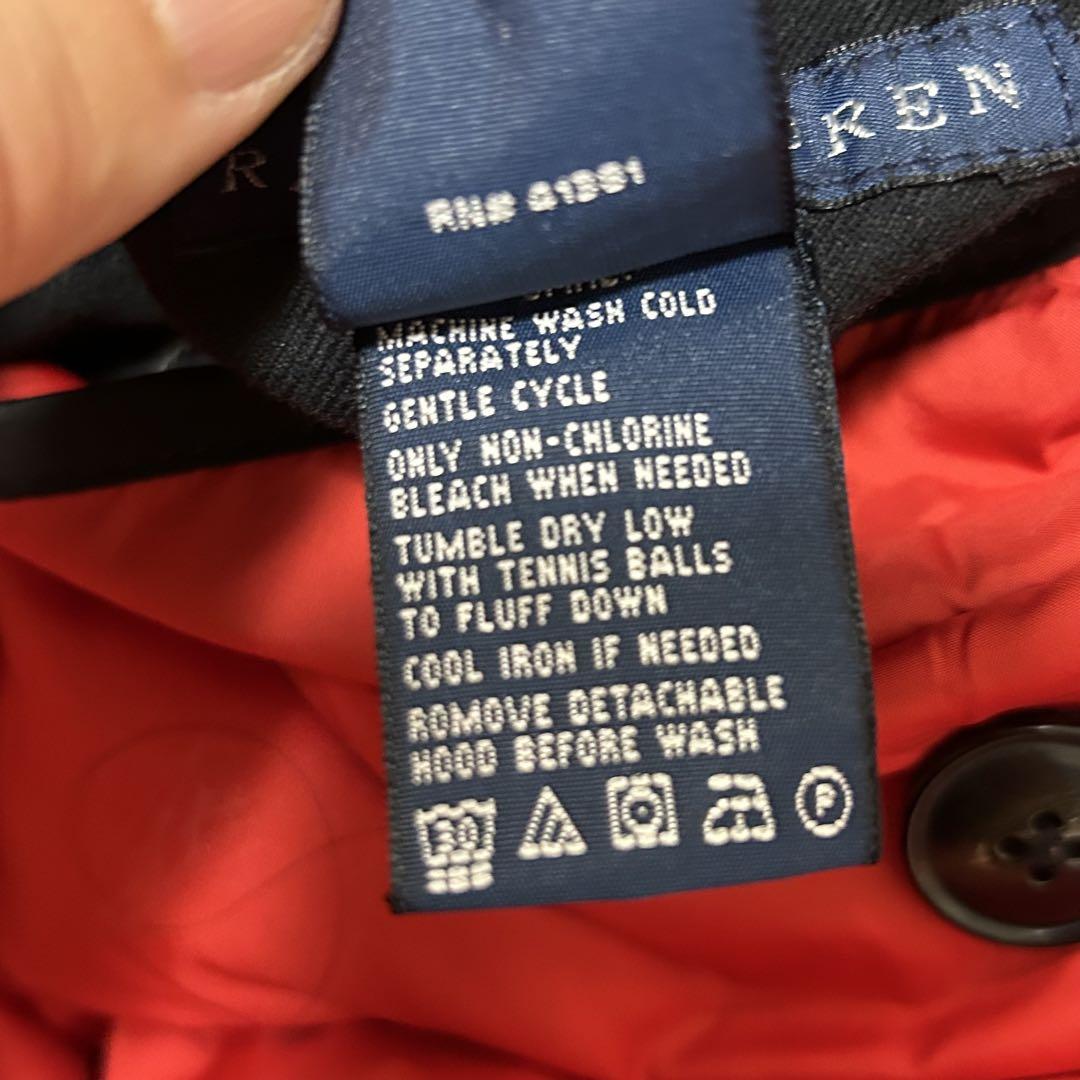 REN
RN# 41381
MACHINE WASH COLD
SEPARATELY
GENTLE CYCLE
ONLY NON-CHLORINE
BLEACH WHEN NEEDED
TUMBLE DRY LOW
WITH TENNIS BALLS
TO FLUFF DOWN
COOL IRON IF NEEDED
ROMOVE DETACHABLE
HOOD BEFORE WASH
30
P